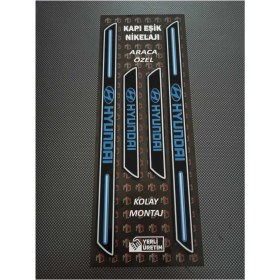 KAPI EŞİK
NİKELAJI
ARACA
ÖZEL
HYUNDAI
HYUNDAI
HYUNDAI
HYUNDAI
KOLAY
MONTAJ
YERLİ
ÜRETİM